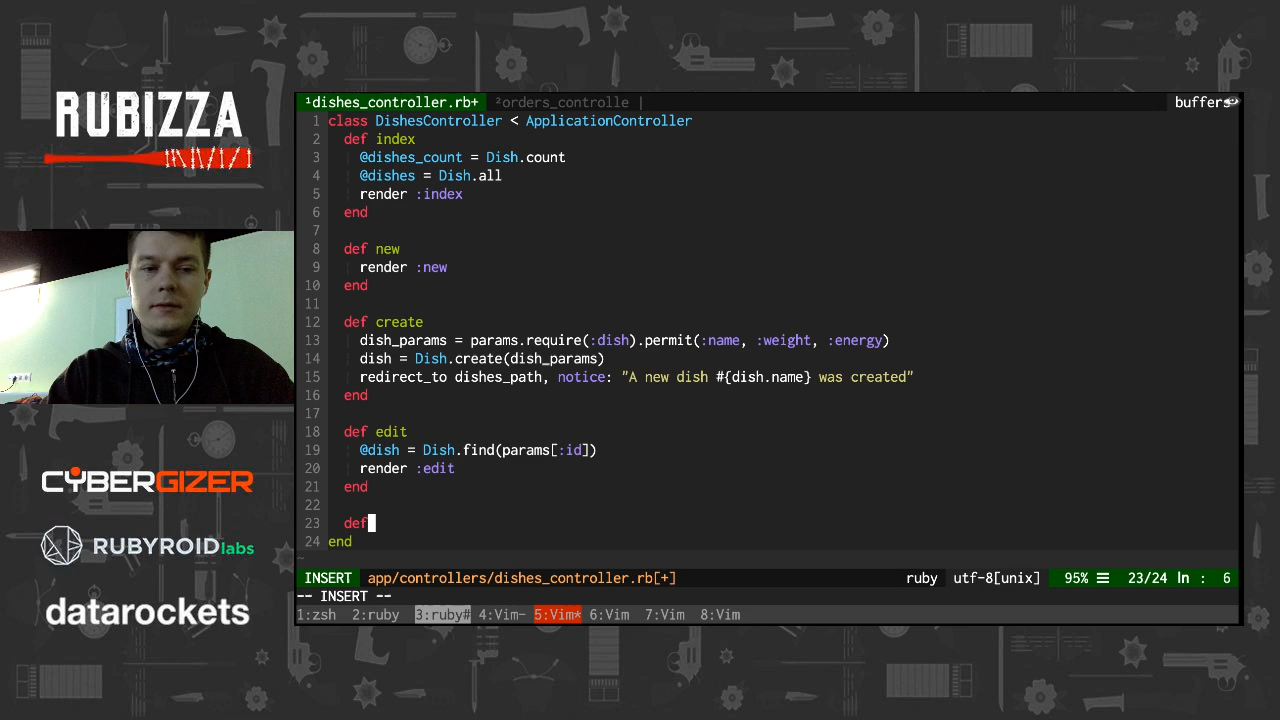 RUBIZZA
CYBERGIZER
RUBYROIDlabs
datarockets
¹dishes_controller.rb+ ²orders_controlle | buffers
1 class DishesController < ApplicationController
2 def index
3 @dishes_count = Dish.count
4 @dishes = Dish.all
5 render :index
6 end
7
8 def new
9 render :new
10 end
11
12 def create
13 dish_params = params.require(:dish).permit(:name, :weight, :energy)
14 dish = Dish.create(dish_params)
15 redirect_to dishes_path, notice: "A new dish #{dish.name} was created"
16 end
17
18 def edit
19 @dish = Dish.find(params[:id])
20 render :edit
21 end
22
23 def
24 end
~
INSERT app/controllers/dishes_controller.rb[+] ruby utf-8[unix] 95% ☰ 23/24 ln : 6
-- INSERT --
1:zsh 2:ruby 3:ruby# 4:Vim- 5:Vim* 6:Vim 7:Vim 8:Vim